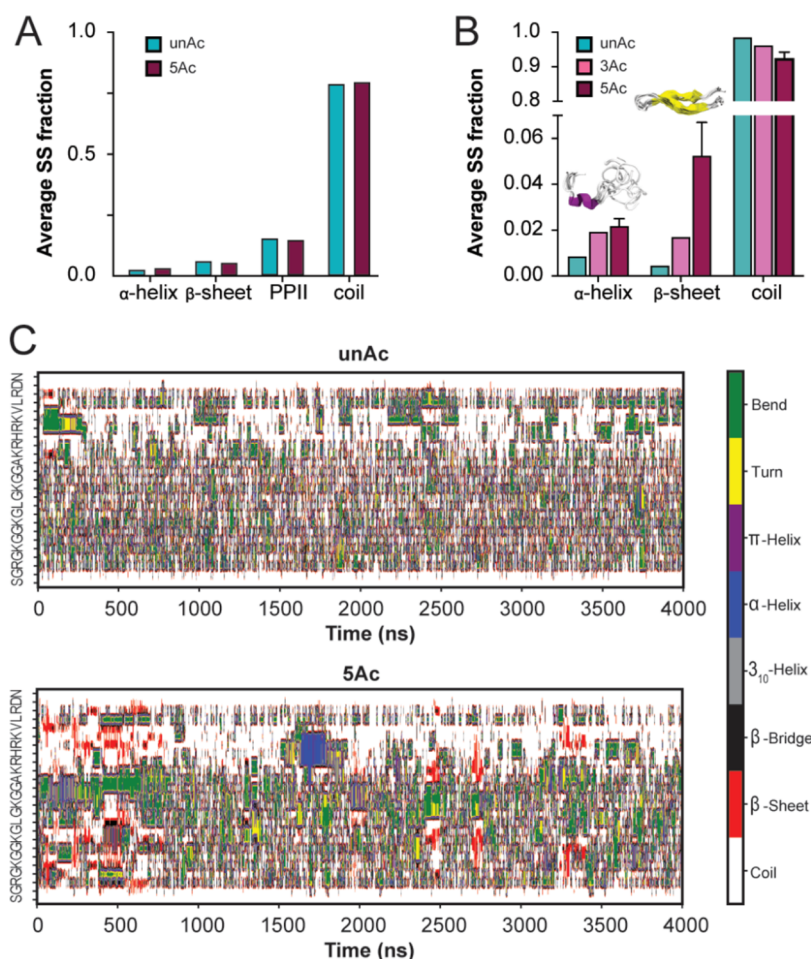 A
Average SS fraction
1.0
0.5
0.0
unAc
5Ac
α-helix β-sheet PPII coil
B
Average SS fraction
1.0
0.9
0.8
0.06
0.04
0.02
0.00
unAc
3Ac
5Ac
α-helix β-sheet coil
C
unAc
SGRGKGGKGLGKGGAKRHRKVLRDN
0 500 1000 1500 2000 2500 3000 3500 4000
Time (ns)
5Ac
SGRGKGGKGLGKGGAKRHRKVLRDN
0 500 1000 1500 2000 2500 3000 3500 4000
Time (ns)
Bend
Turn
π-Helix
α-Helix
3₁₀-Helix
β-Bridge
β-Sheet
Coil